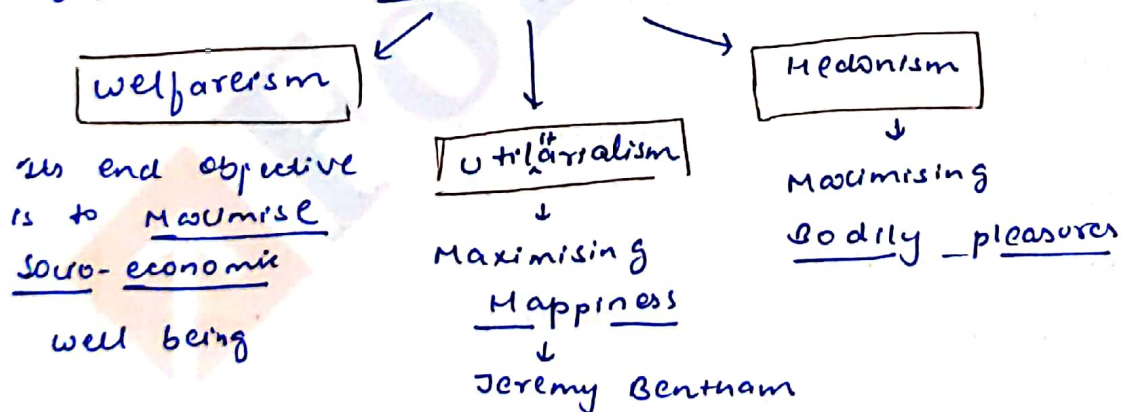 welfareism
Its end objective
is to Maximise
Socio-economic
well being
utilitarialism
↓
Maximising
Happiness
↓
Jeremy Bentham
Hedonism
↓
Maximising
Bodily pleasures